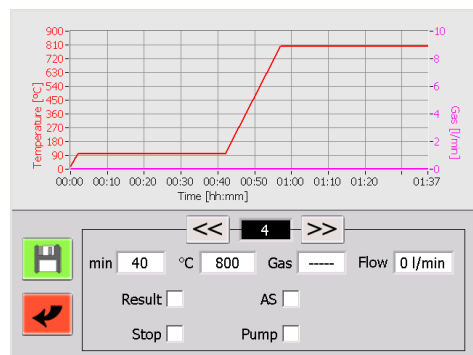 900
810
720
630
540
450
360
270
180
90
0
Temperature [ºC]
10
8
6
4
2
0
Gas [l/min]
00:00 00:10 00:20 00:30 00:40 00:50 01:00 01:10 01:20 01:37
Time [hh:mm]
<< 4 >>
min 40 ºC 800 Gas ----- Flow 0 l/min
Result AS
Stop Pump